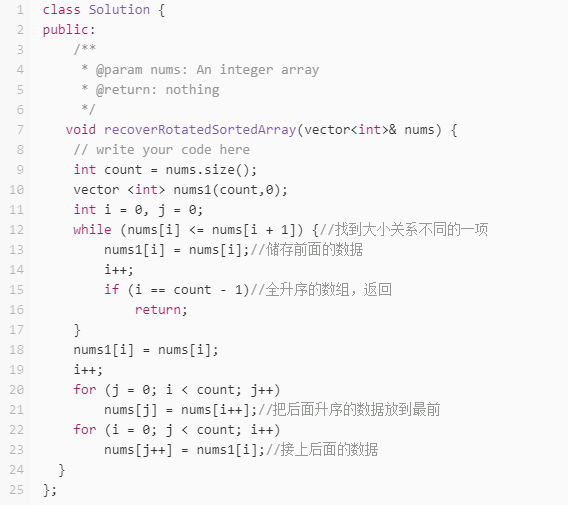 1 class Solution {
2 public:
3     /**
4      * @param nums: An integer array
5      * @return: nothing
6      */
7    void recoverRotatedSortedArray(vector<int>& nums) {
8     // write your code here
9     int count = nums.size();
10     vector <int> nums1(count,0);
11     int i = 0, j = 0;
12     while (nums[i] <= nums[i + 1]) {//找到大小关系不同的一项
13         nums1[i] = nums[i];//储存前面的数据
14         i++;
15         if (i == count - 1)//全升序的数组，返回
16             return;
17     }
18     nums1[i] = nums[i];
19     i++;
20     for (j = 0; i < count; j++)
21         nums[j] = nums[i++];//把后面升序的数据放到最前
22     for (i = 0; j < count; i++)
23         nums[j++] = nums1[i];//接上后面的数据
24   }
25 };